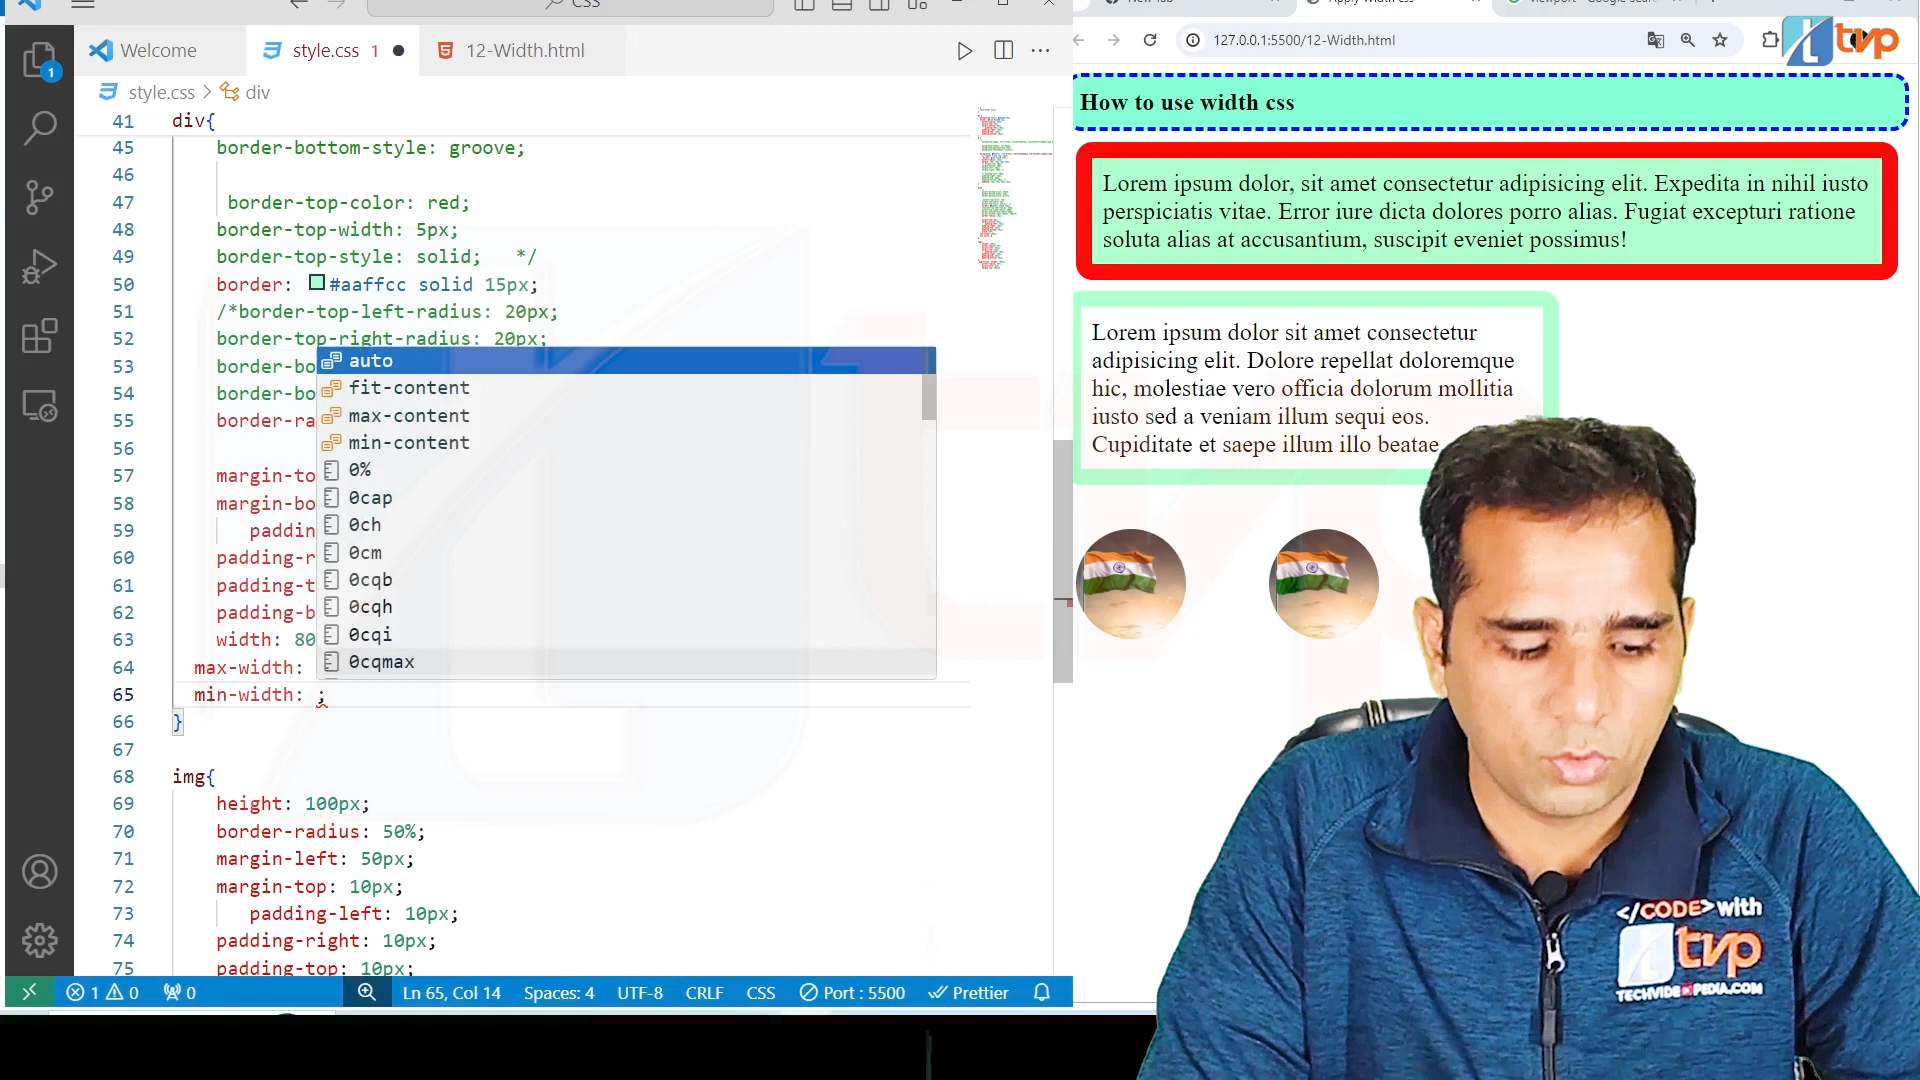 CSS
Welcome
style.css 1
12-Width.html
style.css > div
41 div{
45 border-bottom-style: groove;
46
47 border-top-color: red;
48 border-top-width: 5px;
49 border-top-style: solid; */
50 border: #aaffcc solid 15px;
51 /*border-top-left-radius: 20px;
52 border-top-right-radius: 20px;
53 border-bo
54 border-bo
55 border-ra
56
57 margin-to
58 margin-bo
59 paddin
60 padding-r
61 padding-t
62 padding-b
63 width: 80
64 max-width:
65 min-width: ;
66 }
67
68 img{
69 height: 100px;
70 border-radius: 50%;
71 margin-left: 50px;
72 margin-top: 10px;
73 padding-left: 10px;
74 padding-right: 10px;
75 padding-top: 10px;
auto
fit-content
max-content
min-content
0%
0cap
0ch
0cm
0cqb
0cqh
0cqi
0cqmax
1
1 0 0 Ln 65, Col 14 Spaces: 4 UTF-8 CRLF CSS Port : 5500 Prettier
127.0.0.1:5500/12-Width.html
tvp
How to use width css
Lorem ipsum dolor, sit amet consectetur adipisicing elit. Expedita in nihil iusto
perspiciatis vitae. Error iure dicta dolores porro alias. Fugiat excepturi ratione
soluta alias at accusantium, suscipit eveniet possimus!
Lorem ipsum dolor sit amet consectetur
adipisicing elit. Dolore repellat doloremque
hic, molestiae vero officia dolorum mollitia
iusto sed a veniam illum sequi eos.
Cupiditate et saepe illum illo beatae
</CODE> with
tvp
TECHVIDEOPEDIA.COM